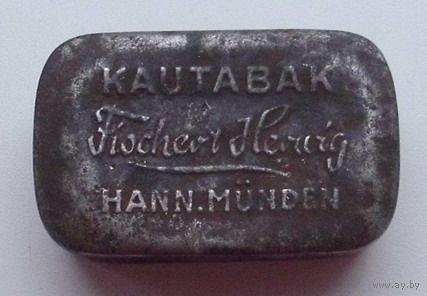 KAUTABAK
Fischer & Herwig
HANN. MÜNDEN
www.ay.by